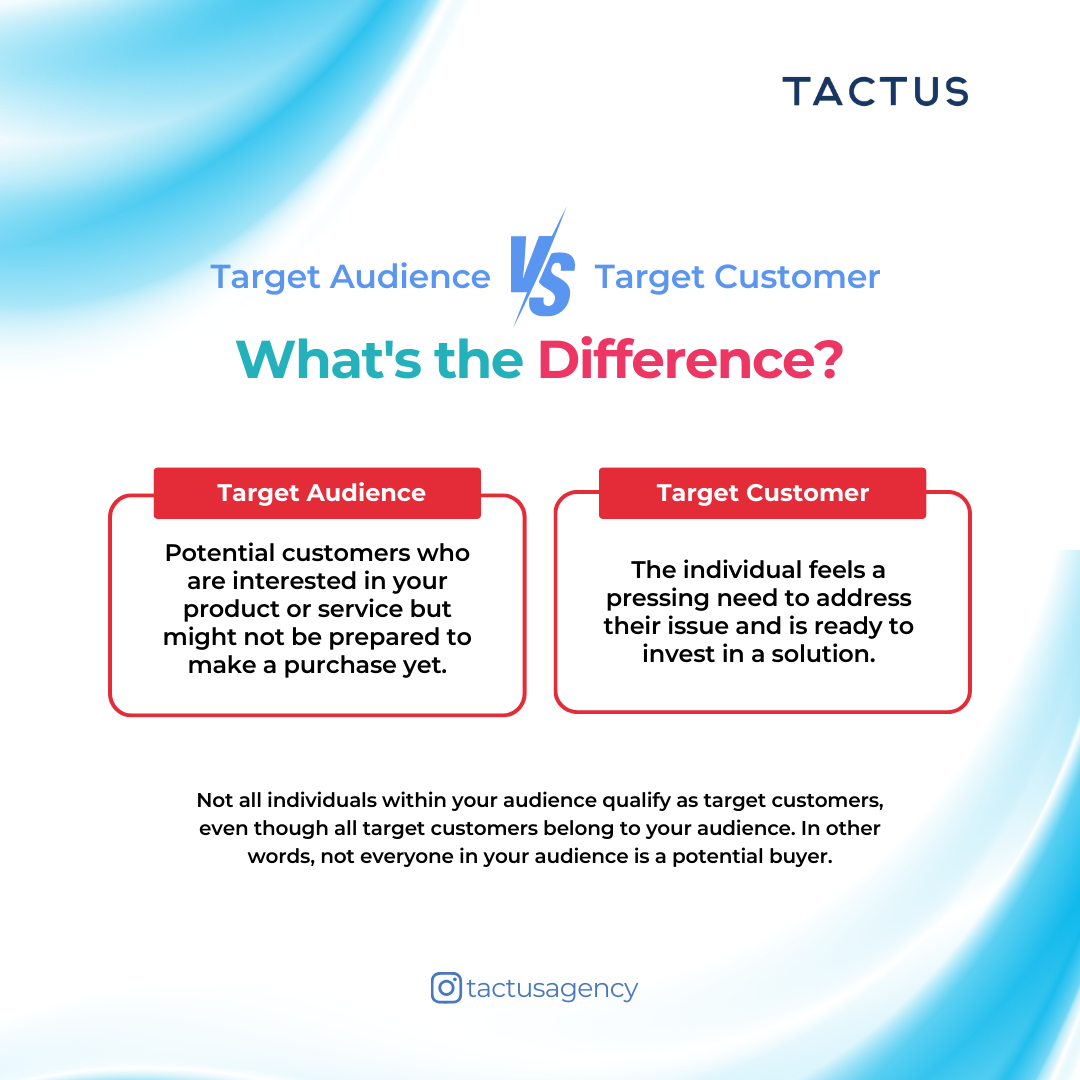 TACTUS
Target Audience VS Target Customer
What's the Difference?
Target Audience
Potential customers who
are interested in your
product or service but
might not be prepared to
make a purchase yet.
Target Customer
The individual feels a
pressing need to address
their issue and is ready to
invest in a solution.
Not all individuals within your audience qualify as target customers,
even though all target customers belong to your audience. In other
words, not everyone in your audience is a potential buyer.
tactusagency